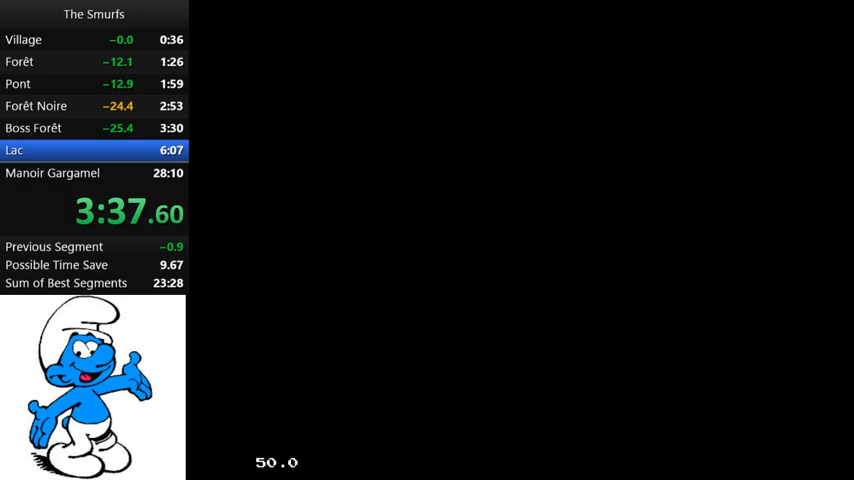 The Smurfs
Village −0.0 0:36
Forêt −12.1 1:26
Pont −12.9 1:59
Forêt Noire −24.4 2:53
Boss Forêt −25.4 3:30
Lac 6:07
Manoir Gargamel 28:10
3:37.60
Previous Segment −0.9
Possible Time Save 9.67
Sum of Best Segments 23:28
50.0